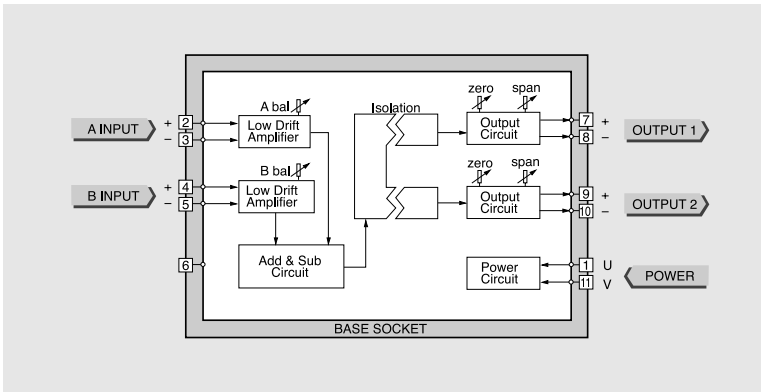 A bal
zero span
Isolation
A INPUT + 2 Low Drift Output 7 + OUTPUT 1
− 3 Amplifier Circuit 8 −
B bal
zero span
B INPUT + 4 Low Drift Output 9 + OUTPUT 2
− 5 Amplifier Circuit 10 −
6 Add & Sub Power 1 U POWER
Circuit Circuit 11 V
BASE SOCKET